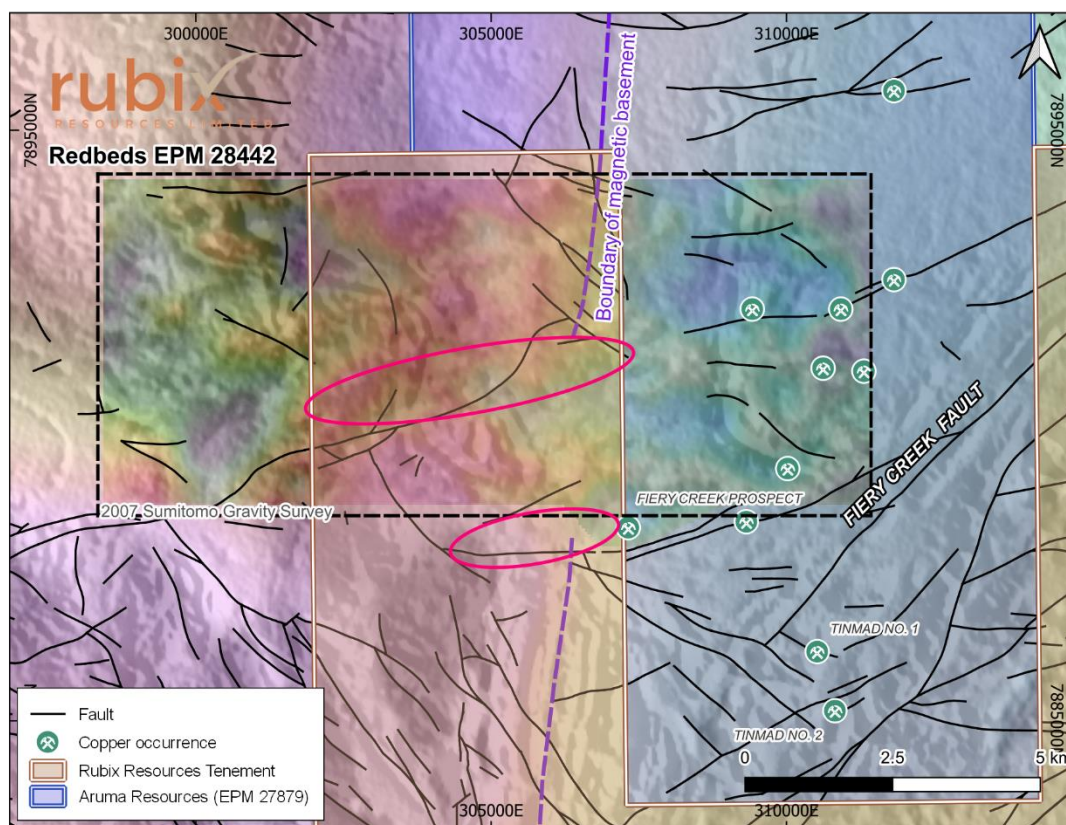 300000E
305000E
310000E
rubix
RESOURCES LIMITED
7895000N
7895000N
Redbeds EPM 28442
Boundary of magnetic basement
FIERY CREEK FAULT
FIERY CREEK PROSPECT
2007 Sumitomo Gravity Survey
TINMAD NO. 1
TINMAD NO. 2
7885000N
Fault
Copper occurrence
Rubix Resources Tenement
Aruma Resources (EPM 27879)
0
2.5
5 km
305000E
310000E